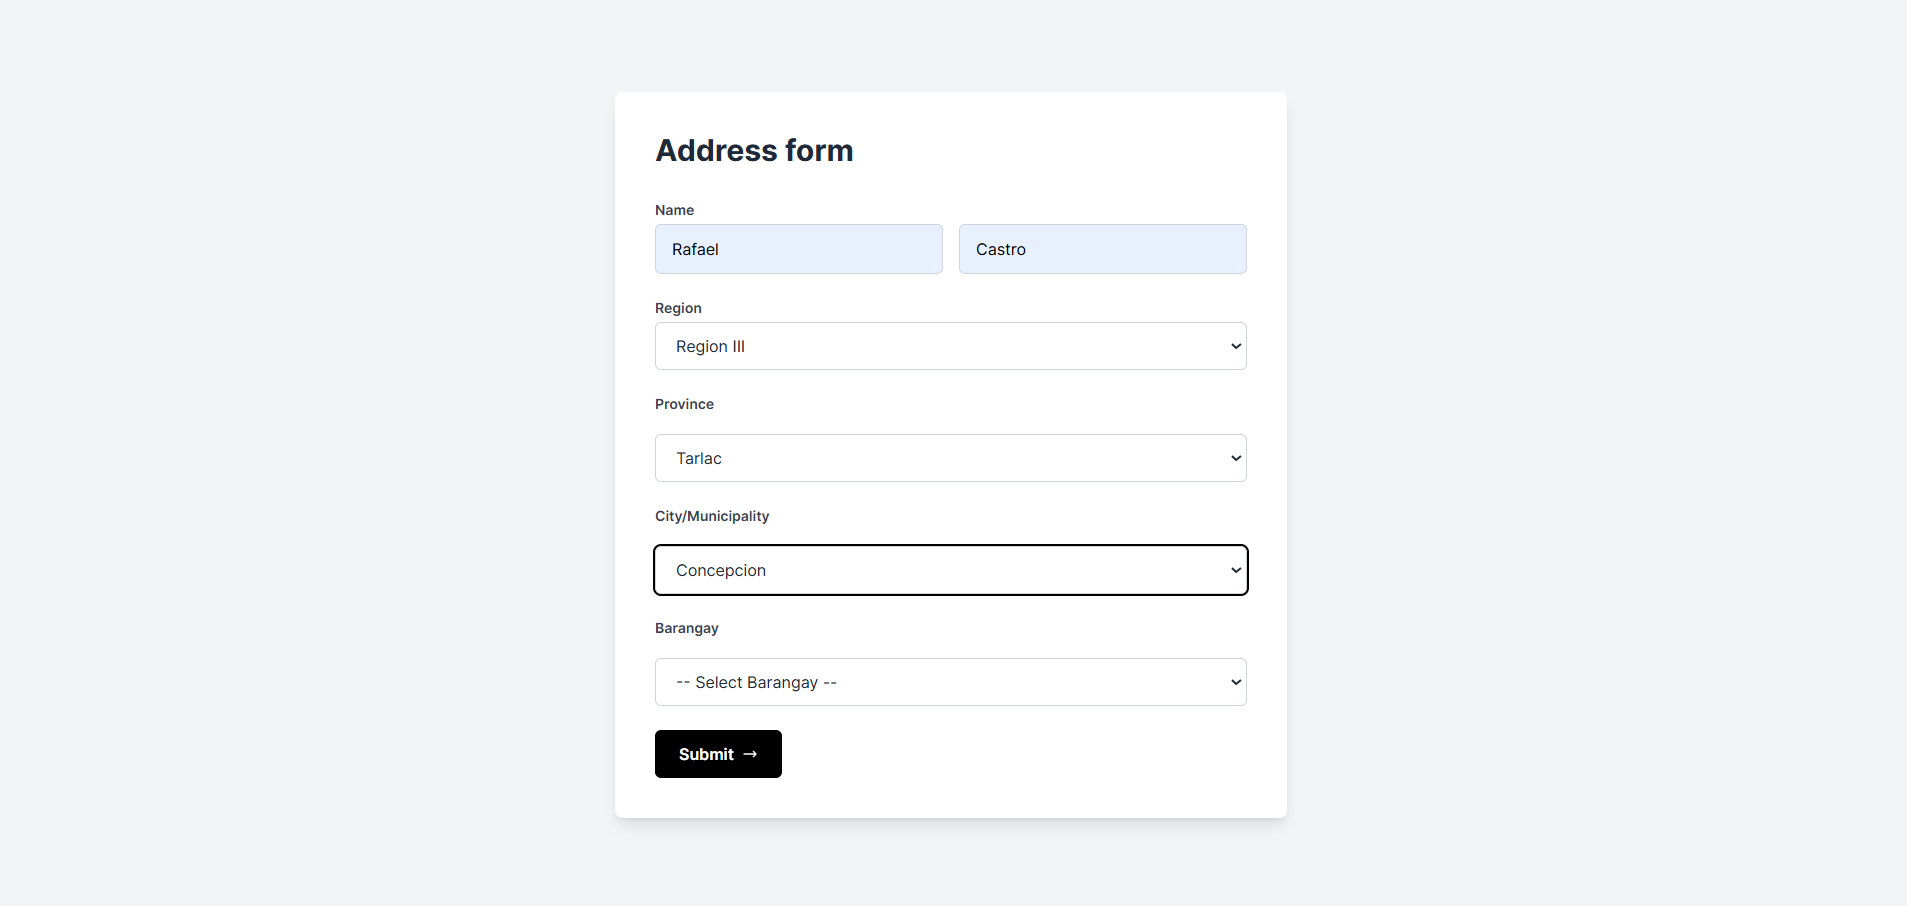 Address form
Name
Rafael Castro
Region
Region III
Province
Tarlac
City/Municipality
Concepcion
Barangay
-- Select Barangay --
Submit →